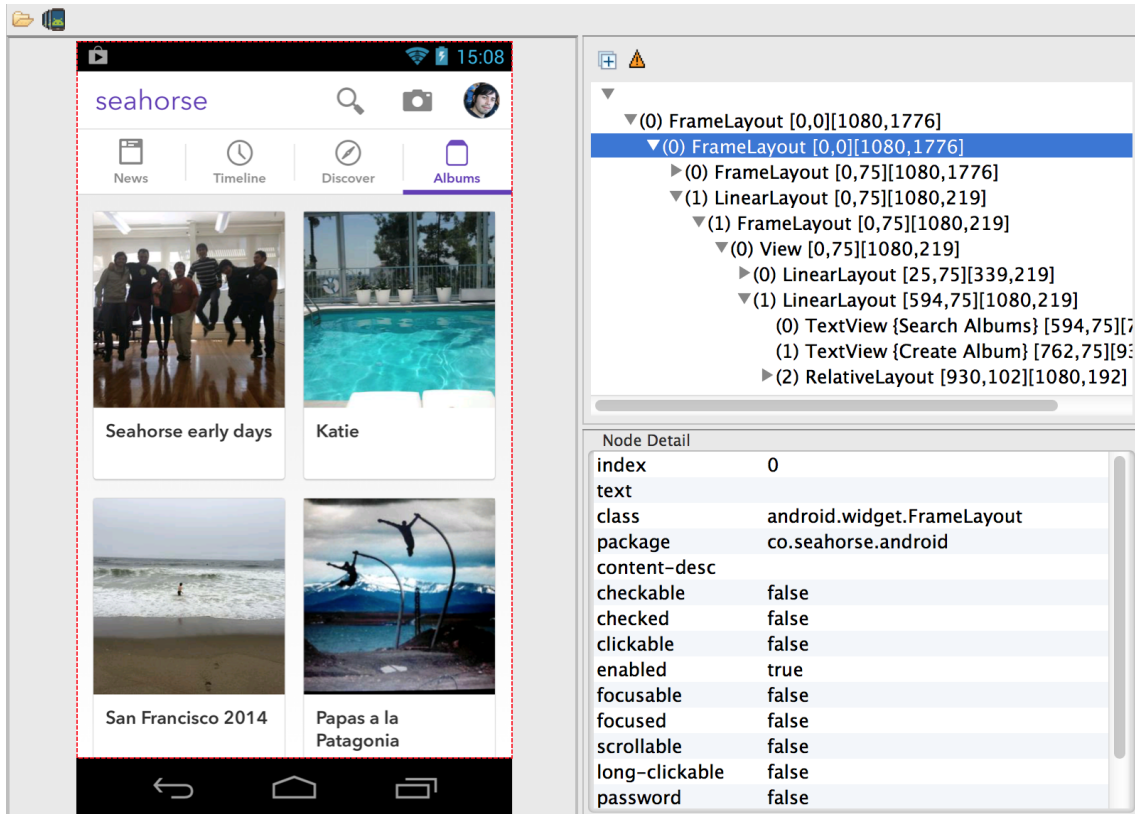 15:08
seahorse
News Timeline Discover Albums
Seahorse early days
Katie
San Francisco 2014
Papas a la
Patagonia
(0) FrameLayout [0,0][1080,1776]
(0) FrameLayout [0,0][1080,1776]
(0) FrameLayout [0,75][1080,1776]
(1) LinearLayout [0,75][1080,219]
(1) FrameLayout [0,75][1080,219]
(0) View [0,75][1080,219]
(0) LinearLayout [25,75][339,219]
(1) LinearLayout [594,75][1080,219]
(0) TextView {Search Albums} [594,75][7
(1) TextView {Create Album} [762,75][93
(2) RelativeLayout [930,102][1080,192]
Node Detail
index 0
text
class android.widget.FrameLayout
package co.seahorse.android
content-desc
checkable false
checked false
clickable false
enabled true
focusable false
focused false
scrollable false
long-clickable false
password false